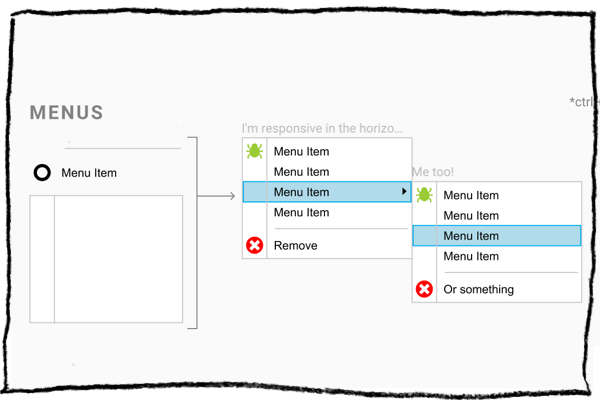 *ctrl+
MENUS
Menu Item
I'm responsive in the horizo...
Menu Item
Menu Item
Menu Item
Menu Item
Remove
Me too!
Menu Item
Menu Item
Menu Item
Menu Item
Or something